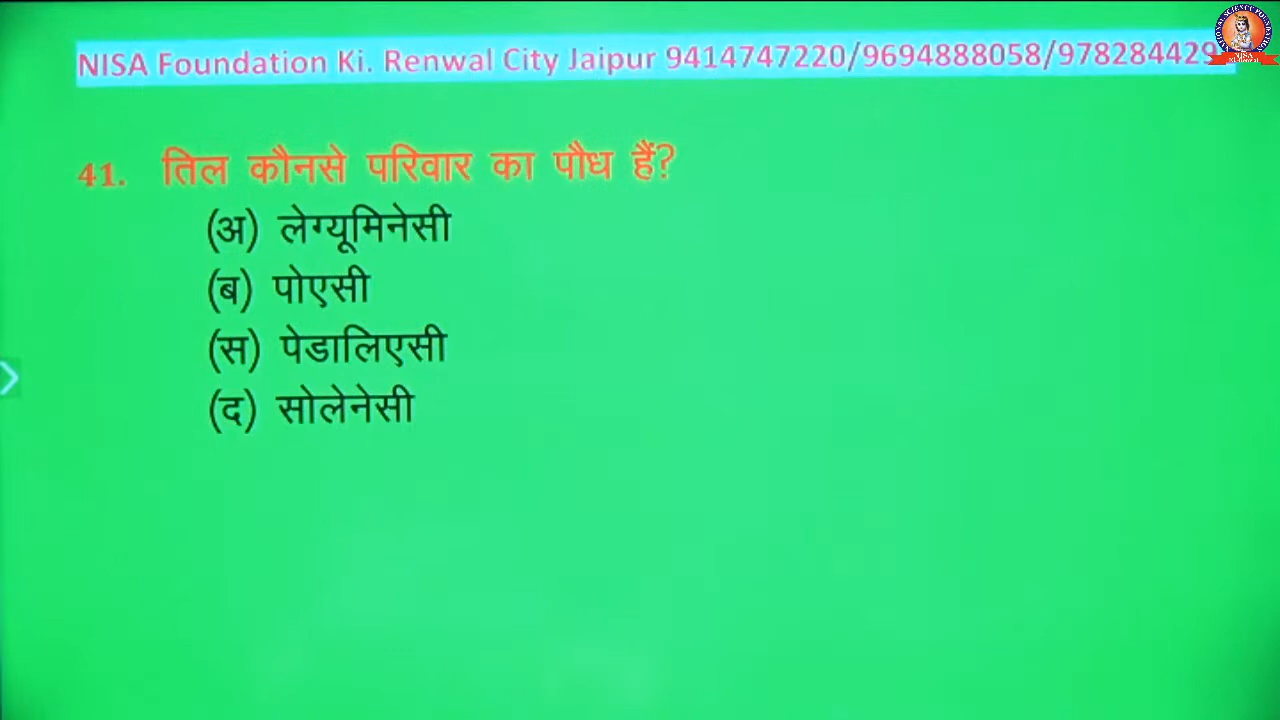 NISA Foundation Ki. Renwal City Jaipur 9414747220/9694888058/978284429
41. तिल कौनसे परिवार का पौध हैं?
(अ) लेग्यूमिनेसी
(ब) पोएसी
(स) पेडालिएसी
(द) सोलेनेसी